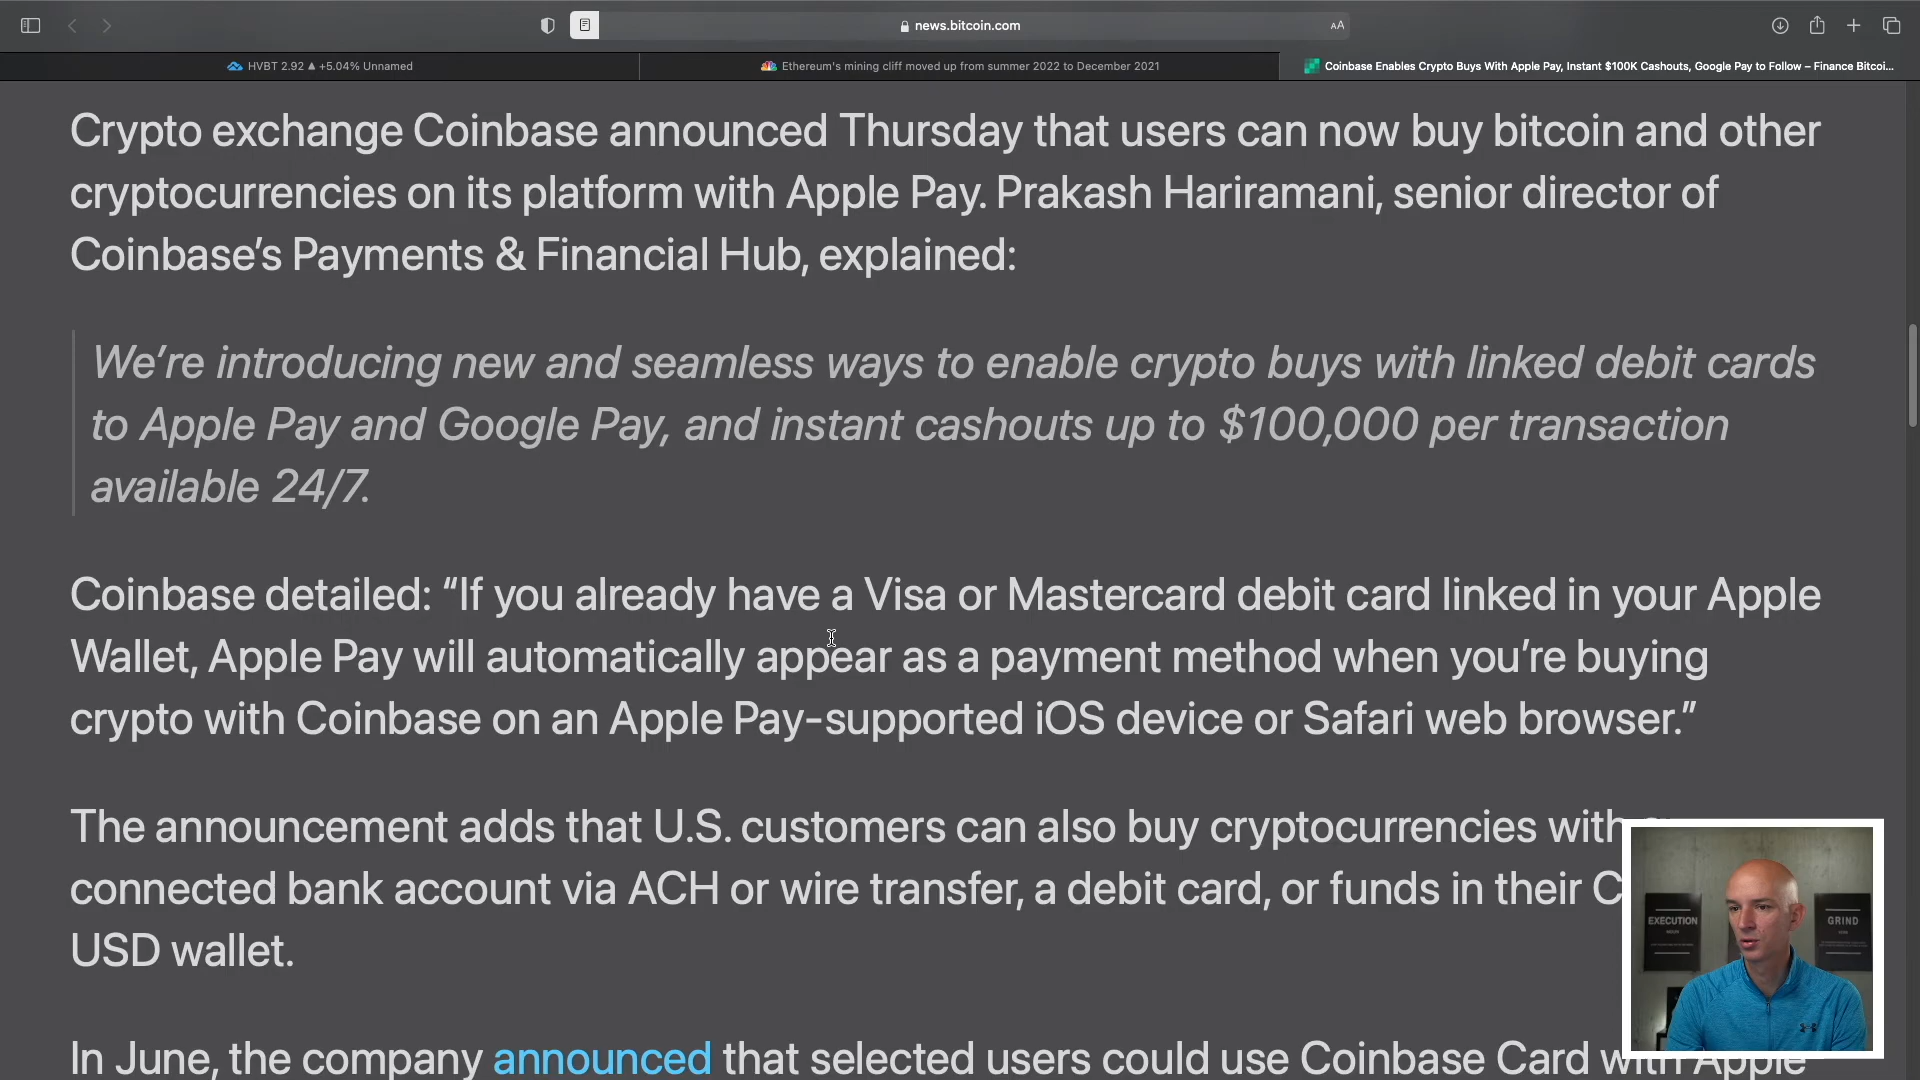 news.bitcoin.com
AA
HVBT 2.92 ▲ +5.04% Unnamed
Ethereum's mining cliff moved up from summer 2022 to December 2021
Coinbase Enables Crypto Buys With Apple Pay, Instant $100K Cashouts, Google Pay to Follow – Finance Bitcoi...
Crypto exchange Coinbase announced Thursday that users can now buy bitcoin and other
cryptocurrencies on its platform with Apple Pay. Prakash Hariramani, senior director of
Coinbase's Payments & Financial Hub, explained:
We're introducing new and seamless ways to enable crypto buys with linked debit cards
to Apple Pay and Google Pay, and instant cashouts up to $100,000 per transaction
available 24/7.
Coinbase detailed: “If you already have a Visa or Mastercard debit card linked in your Apple
Wallet, Apple Pay will automatically appear as a payment method when you’re buying
crypto with Coinbase on an Apple Pay-supported iOS device or Safari web browser.”
The announcement adds that U.S. customers can also buy cryptocurrencies with
connected bank account via ACH or wire transfer, a debit card, or funds in their C
USD wallet.
In June, the company announced that selected users could use Coinbase Card with Apple
EXECUTION
GRIND